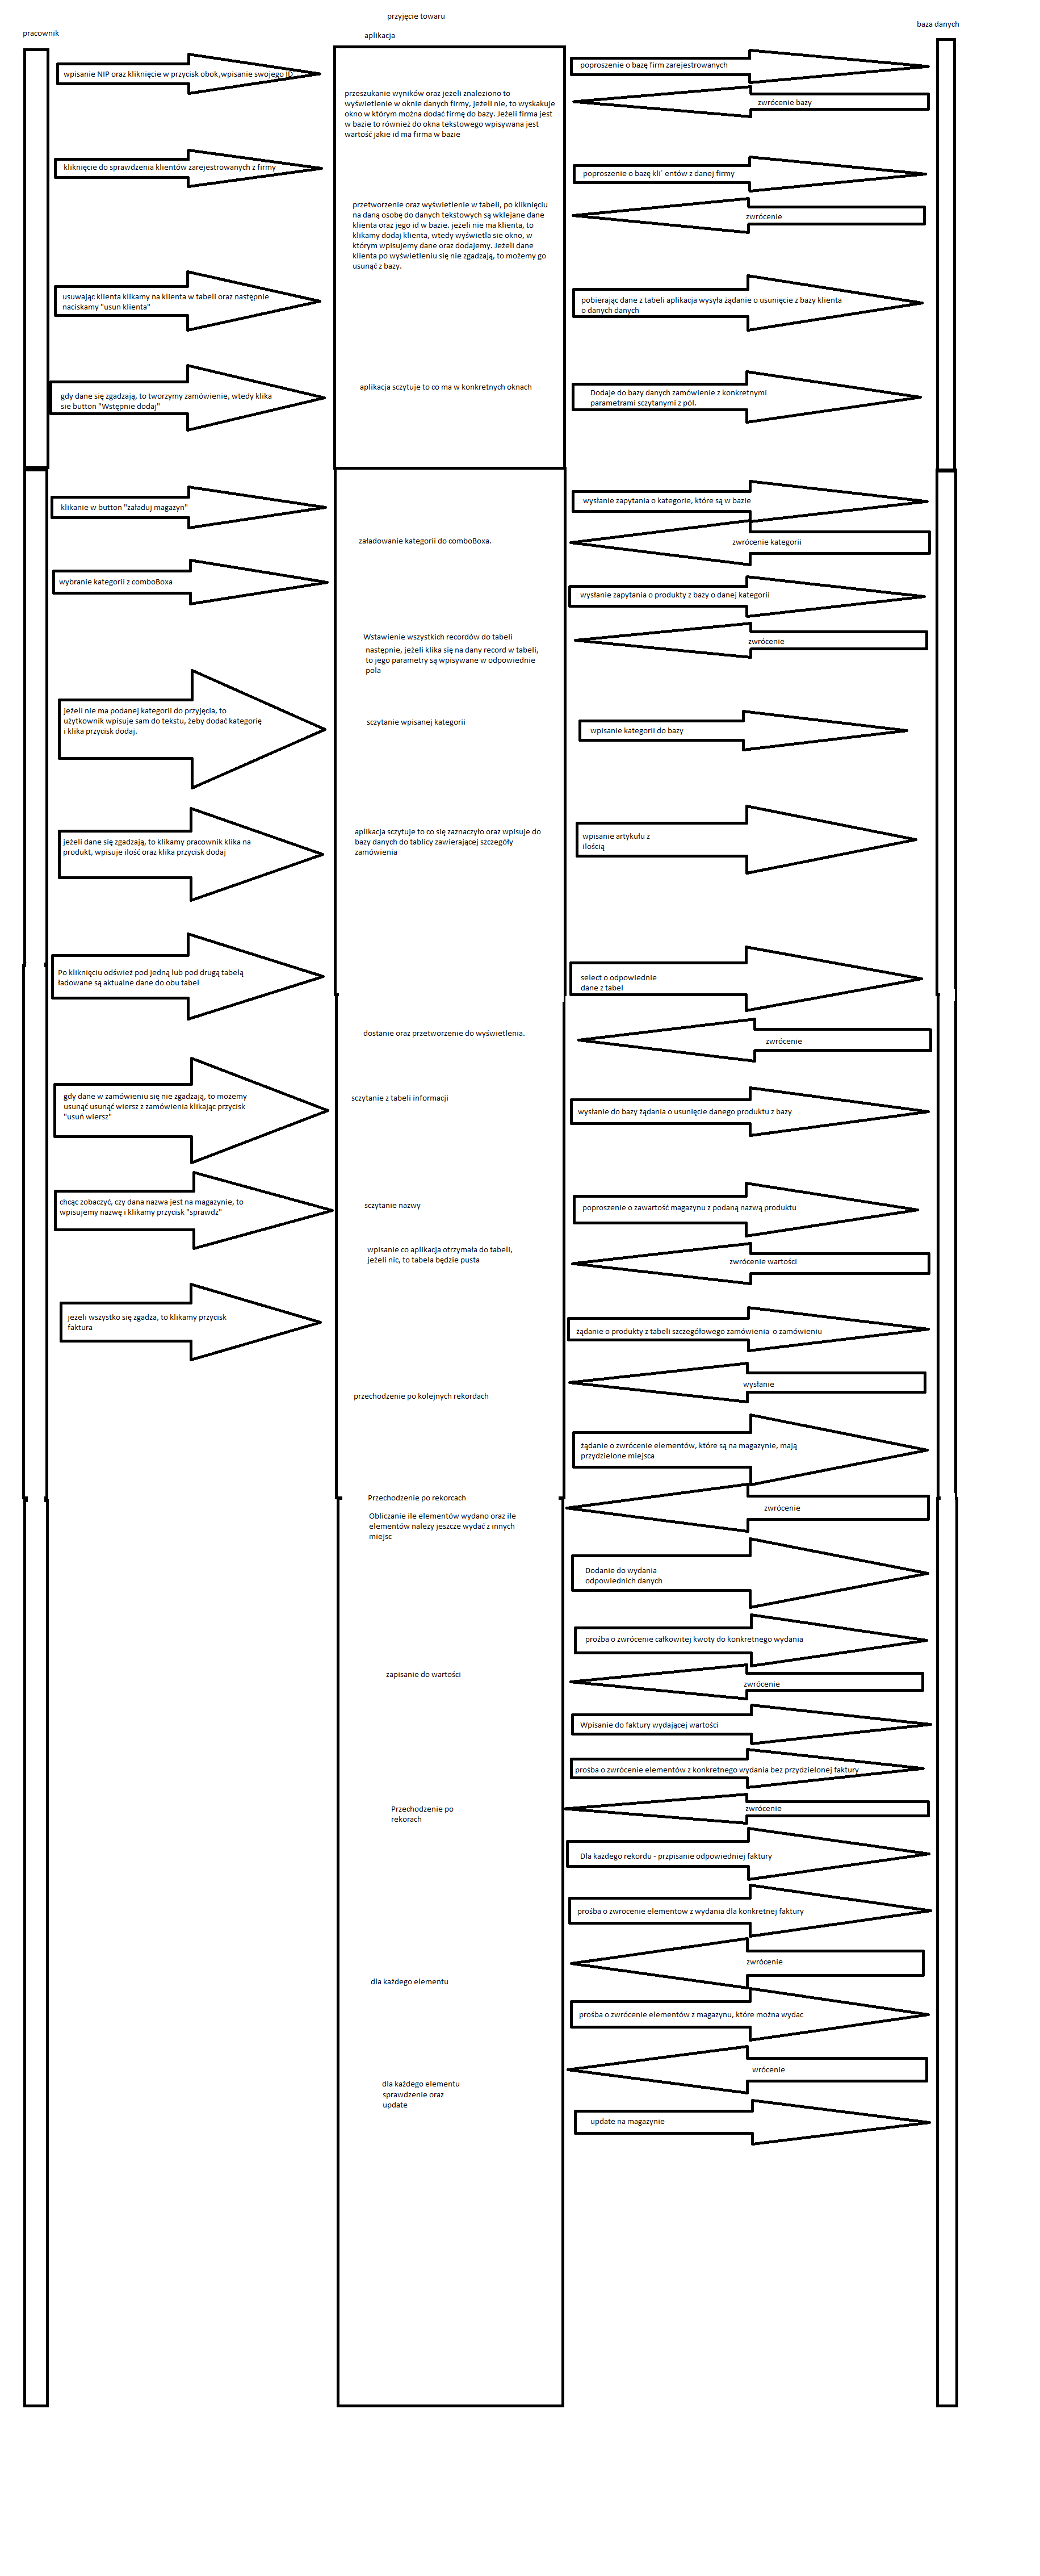 przyjęcie towaru
pracownik
aplikacja
baza danych
wpisanie NIP oraz kliknięcie w przycisk obok,wpisanie swojego ID
poproszenie o bazę firm zarejestrowanych
przeszukanie wyników oraz jeżeli znaleziono to
wyświetlenie w oknie danych firmy, jeżeli nie, to wyskakuje
okno w którym można dodać firmę do bazy. Jeżeli firma jest
w bazie to również do okna tekstowego wpisywana jest
wartość jakie id ma firma w bazie
zwrócenie bazy
kliknięcie do sprawdzenia klientów zarejestrowanych z firmy
poproszenie o bazę kli´ entów z danej firmy
przetworzenie oraz wyświetlenie w tabeli, po kliknięciu
na daną osobę do danych tekstowych są wklejane dane
klienta oraz jego id w bazie. jeżeli nie ma klienta, to
klikamy dodaj klienta, wtedy wyświetla sie okno, w
którym wpisujemy dane oraz dodajemy. Jeżeli dane
klienta po wyświetleniu się nie zgadzają, to możemy go
usunąć z bazy.
zwrócenie
usuwając klienta klikamy na klienta w tabeli oraz następnie
naciskamy "usun klienta"
pobierając dane z tabeli aplikacja wysyła żądanie o usunięcie z bazy klienta
o danych danych
gdy dane się zgadzają, to tworzymy zamówienie, wtedy klika
sie button "Wstępnie dodaj"
aplikacja sczytuje to co ma w konkretnych oknach
Dodaje do bazy danych zamówienie z konkretnymi
parametrami sczytanymi z pól.
klikanie w button "załaduj magazyn"
wysłanie zapytania o kategorie, które są w bazie
załadowanie kategorii do comboBoxa.
zwrócenie kategorii
wybranie kategorii z comboBoxa
wysłanie zapytania o produkty z bazy o danej kategorii
Wstawienie wszystkich recordów do tabeli
następnie, jeżeli klika się na dany record w tabeli,
to jego parametry są wpisywane w odpowiednie
pola
zwrócenie
jeżeli nie ma podanej kategorii do przyjęcia, to
użytkownik wpisuje sam do tekstu, żeby dodać kategorię
i klika przycisk dodaj.
sczytanie wpisanej kategorii
wpisanie kategorii do bazy
jeżeli dane się zgadzają, to klikamy pracownik klika na
produkt, wpisuje ilość oraz klika przycisk dodaj
aplikacja sczytuje to co się zaznaczyło oraz wpisuje do
bazy danych do tablicy zawierającej szczegóły
zamówienia
wpisanie artykułu z
ilością
Po kliknięciu odśwież pod jedną lub pod drugą tabelą
ładowane są aktualne dane do obu tabel
select o odpowiednie
dane z tabel
dostanie oraz przetworzenie do wyświetlenia.
zwrócenie
gdy dane w zamówieniu się nie zgadzają, to możemy
usunąć usunąć wiersz z zamówienia klikając przycisk
"usuń wiersz"
sczytanie z tabeli informacji
wysłanie do bazy żądania o usunięcie danego produktu z bazy
chcąc zobaczyć, czy dana nazwa jest na magazynie, to
wpisujemy nazwę i klikamy przycisk "sprawdz"
sczytanie nazwy
poproszenie o zawartość magazynu z podaną nazwą produktu
wpisanie co aplikacja otrzymała do tabeli,
jeżeli nic, to tabela będzie pusta
zwrócenie wartości
jeżeli wszystko się zgadza, to klikamy przycisk
faktura
żądanie o produkty z tabeli szczegółowego zamówienia  o zamówieniu
przechodzenie po kolejnych rekordach
wysłanie
żądanie o zwrócenie elementów, które są na magazynie, mają
przydzielone miejsca
Przechodzenie po rekorcach
Obliczanie ile elementów wydano oraz ile
elementów należy jeszcze wydać z innych
miejsc
zwrócenie
Dodanie do wydania
odpowiednich danych
proźba o zwrócenie całkowitej kwoty do konkretnego wydania
zapisanie do wartości
zwrócenie
Wpisanie do faktury wydającej wartości
prośba o zwrócenie elementów z konkretnego wydania bez przydzielonej faktury
Przechodzenie po
rekorach
zwrócenie
Dla każdego rekordu - przpisanie odpowiedniej faktury
prośba o zwrocenie elementow z wydania dla konkretnej faktury
zwrócenie
dla każdego elementu
prośba o zwrócenie elementów z magazynu, które można wydac
wrócenie
dla każdego elementu
sprawdzenie oraz
update
update na magazynie